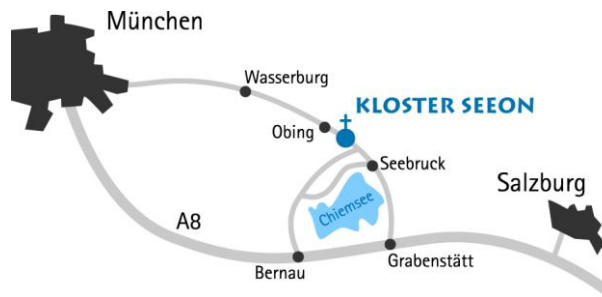 München
Wasserburg
KLOSTER SEEON
Obing
Seebruck
Salzburg
Chiemsee
A8
Grabenstätt
Bernau